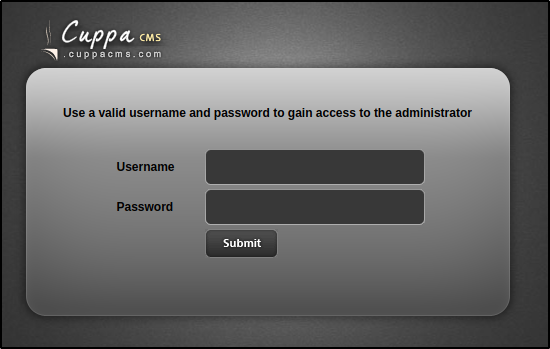 Cuppa CMS
.cuppacms.com
Use a valid username and password to gain access to the administrator
Username
Password
Submit